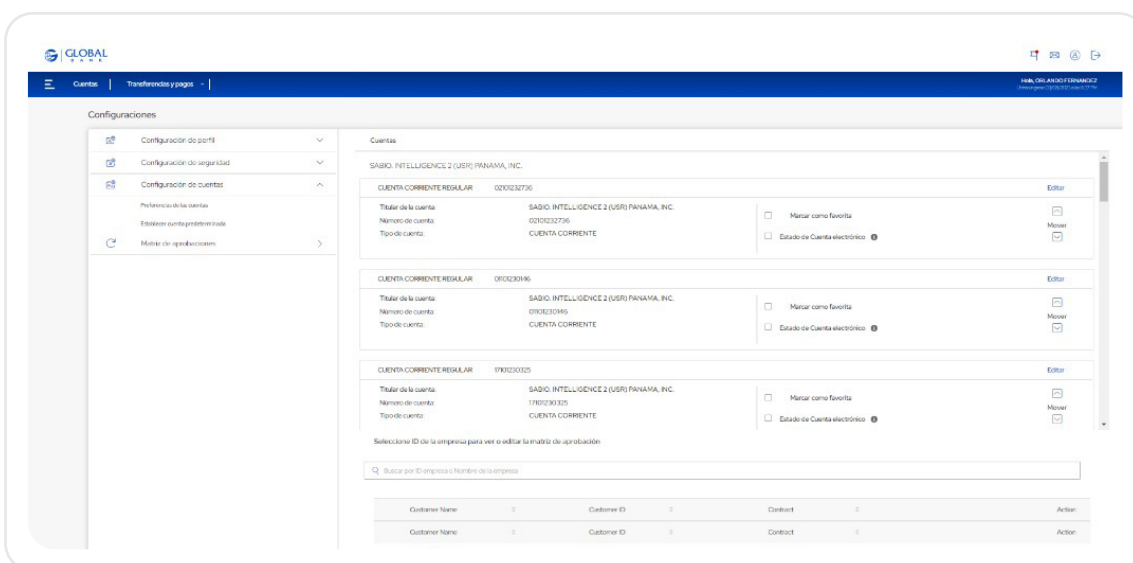 GLOBAL
BANK
Cuentas
Transferencias y pagos
Hola, ORLANDO FERNANDEZ
Configuraciones
Configuración de perfil
Configuración de seguridad
Configuración de cuentas
Preferencias de las cuentas
Establecer cuenta predeterminada
Matriz de aprobaciones
Cuentas
SABIO, INTELLIGENCE 2 (USR) PANAMA, INC.
CUENTA CORRIENTE REGULAR 02101232736 Editar
Titular de la cuenta: SABIO, INTELLIGENCE 2 (USR) PANAMA, INC.
Número de cuenta: 02101232736
Tipo de cuenta: CUENTA CORRIENTE
Marcar como favorita
Estado de Cuenta electrónico
Mover
CUENTA CORRIENTE REGULAR 01101230146 Editar
Titular de la cuenta: SABIO, INTELLIGENCE 2 (USR) PANAMA, INC.
Número de cuenta: 01101230146
Tipo de cuenta: CUENTA CORRIENTE
Marcar como favorita
Estado de Cuenta electrónico
Mover
CUENTA CORRIENTE REGULAR 17101230325 Editar
Titular de la cuenta: SABIO, INTELLIGENCE 2 (USR) PANAMA, INC.
Número de cuenta: 17101230325
Tipo de cuenta: CUENTA CORRIENTE
Marcar como favorita
Estado de Cuenta electrónico
Mover
Seleccione ID de la empresa para ver o editar la matriz de aprobación
Buscar por ID empresa o Nombre de la empresa
Customer Name Customer ID Contract Action
Customer Name Customer ID Contract Action